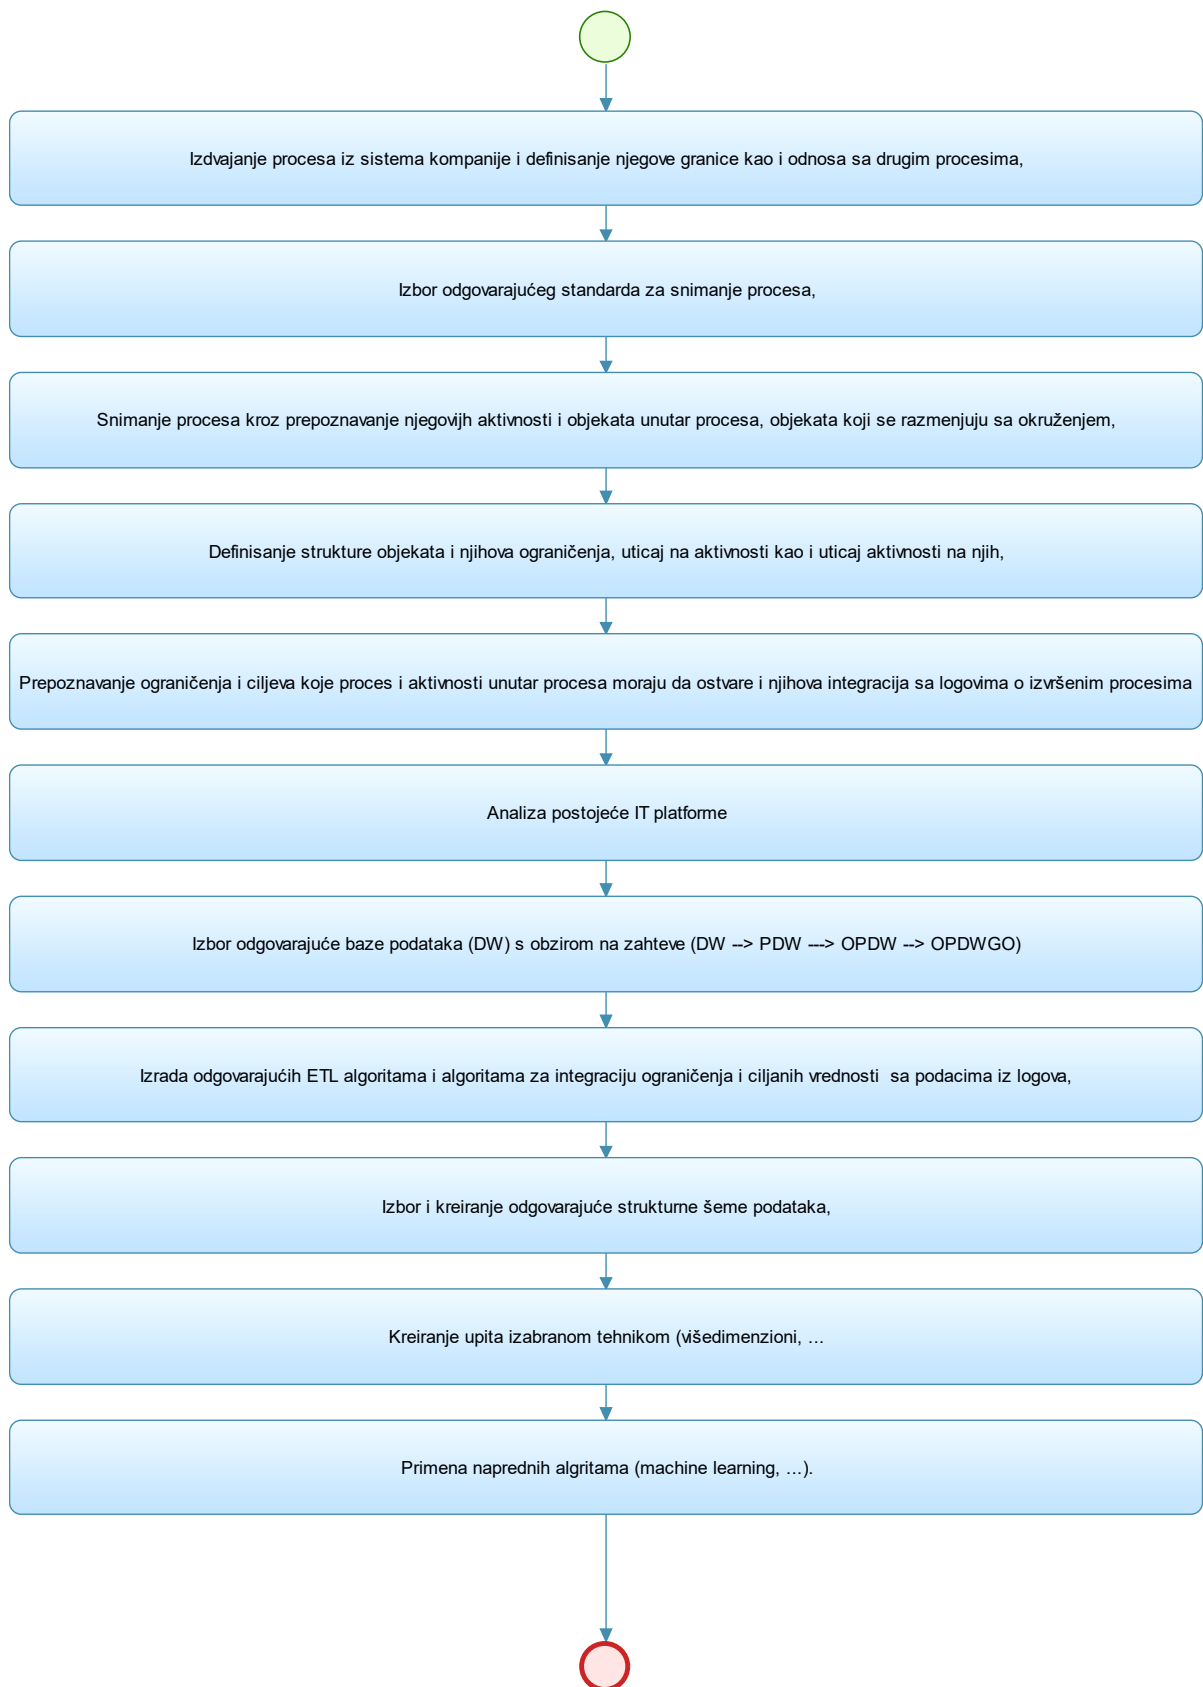 Izdvajanje procesa iz sistema kompanije i definisanje njegove granice kao i odnosa sa drugim procesima,
Izbor odgovarajućeg standarda za snimanje procesa,
Snimanje procesa kroz prepoznavanje njegovijh aktivnosti i objekata unutar procesa, objekata koji se razmenjuju sa okruženjem,
Definisanje strukture objekata i njihova ograničenja, uticaj na aktivnosti kao i uticaj aktivnosti na njih,
Prepoznavanje ograničenja i ciljeva koje proces i aktivnosti unutar procesa moraju da ostvare i njihova integracija sa logovima o izvršenim procesima
Analiza postojeće IT platforme
Izbor odgovarajuće baze podataka (DW) s obzirom na zahteve (DW --> PDW ---> OPDW --> OPDWGO)
Izrada odgovarajućih ETL algoritama i algoritama za integraciju ograničenja i ciljanih vrednosti  sa podacima iz logova,
Izbor i kreiranje odgovarajuće strukturne šeme podataka,
Kreiranje upita izabranom tehnikom (višedimenzioni, …
Primena naprednih algritama (machine learning, …).